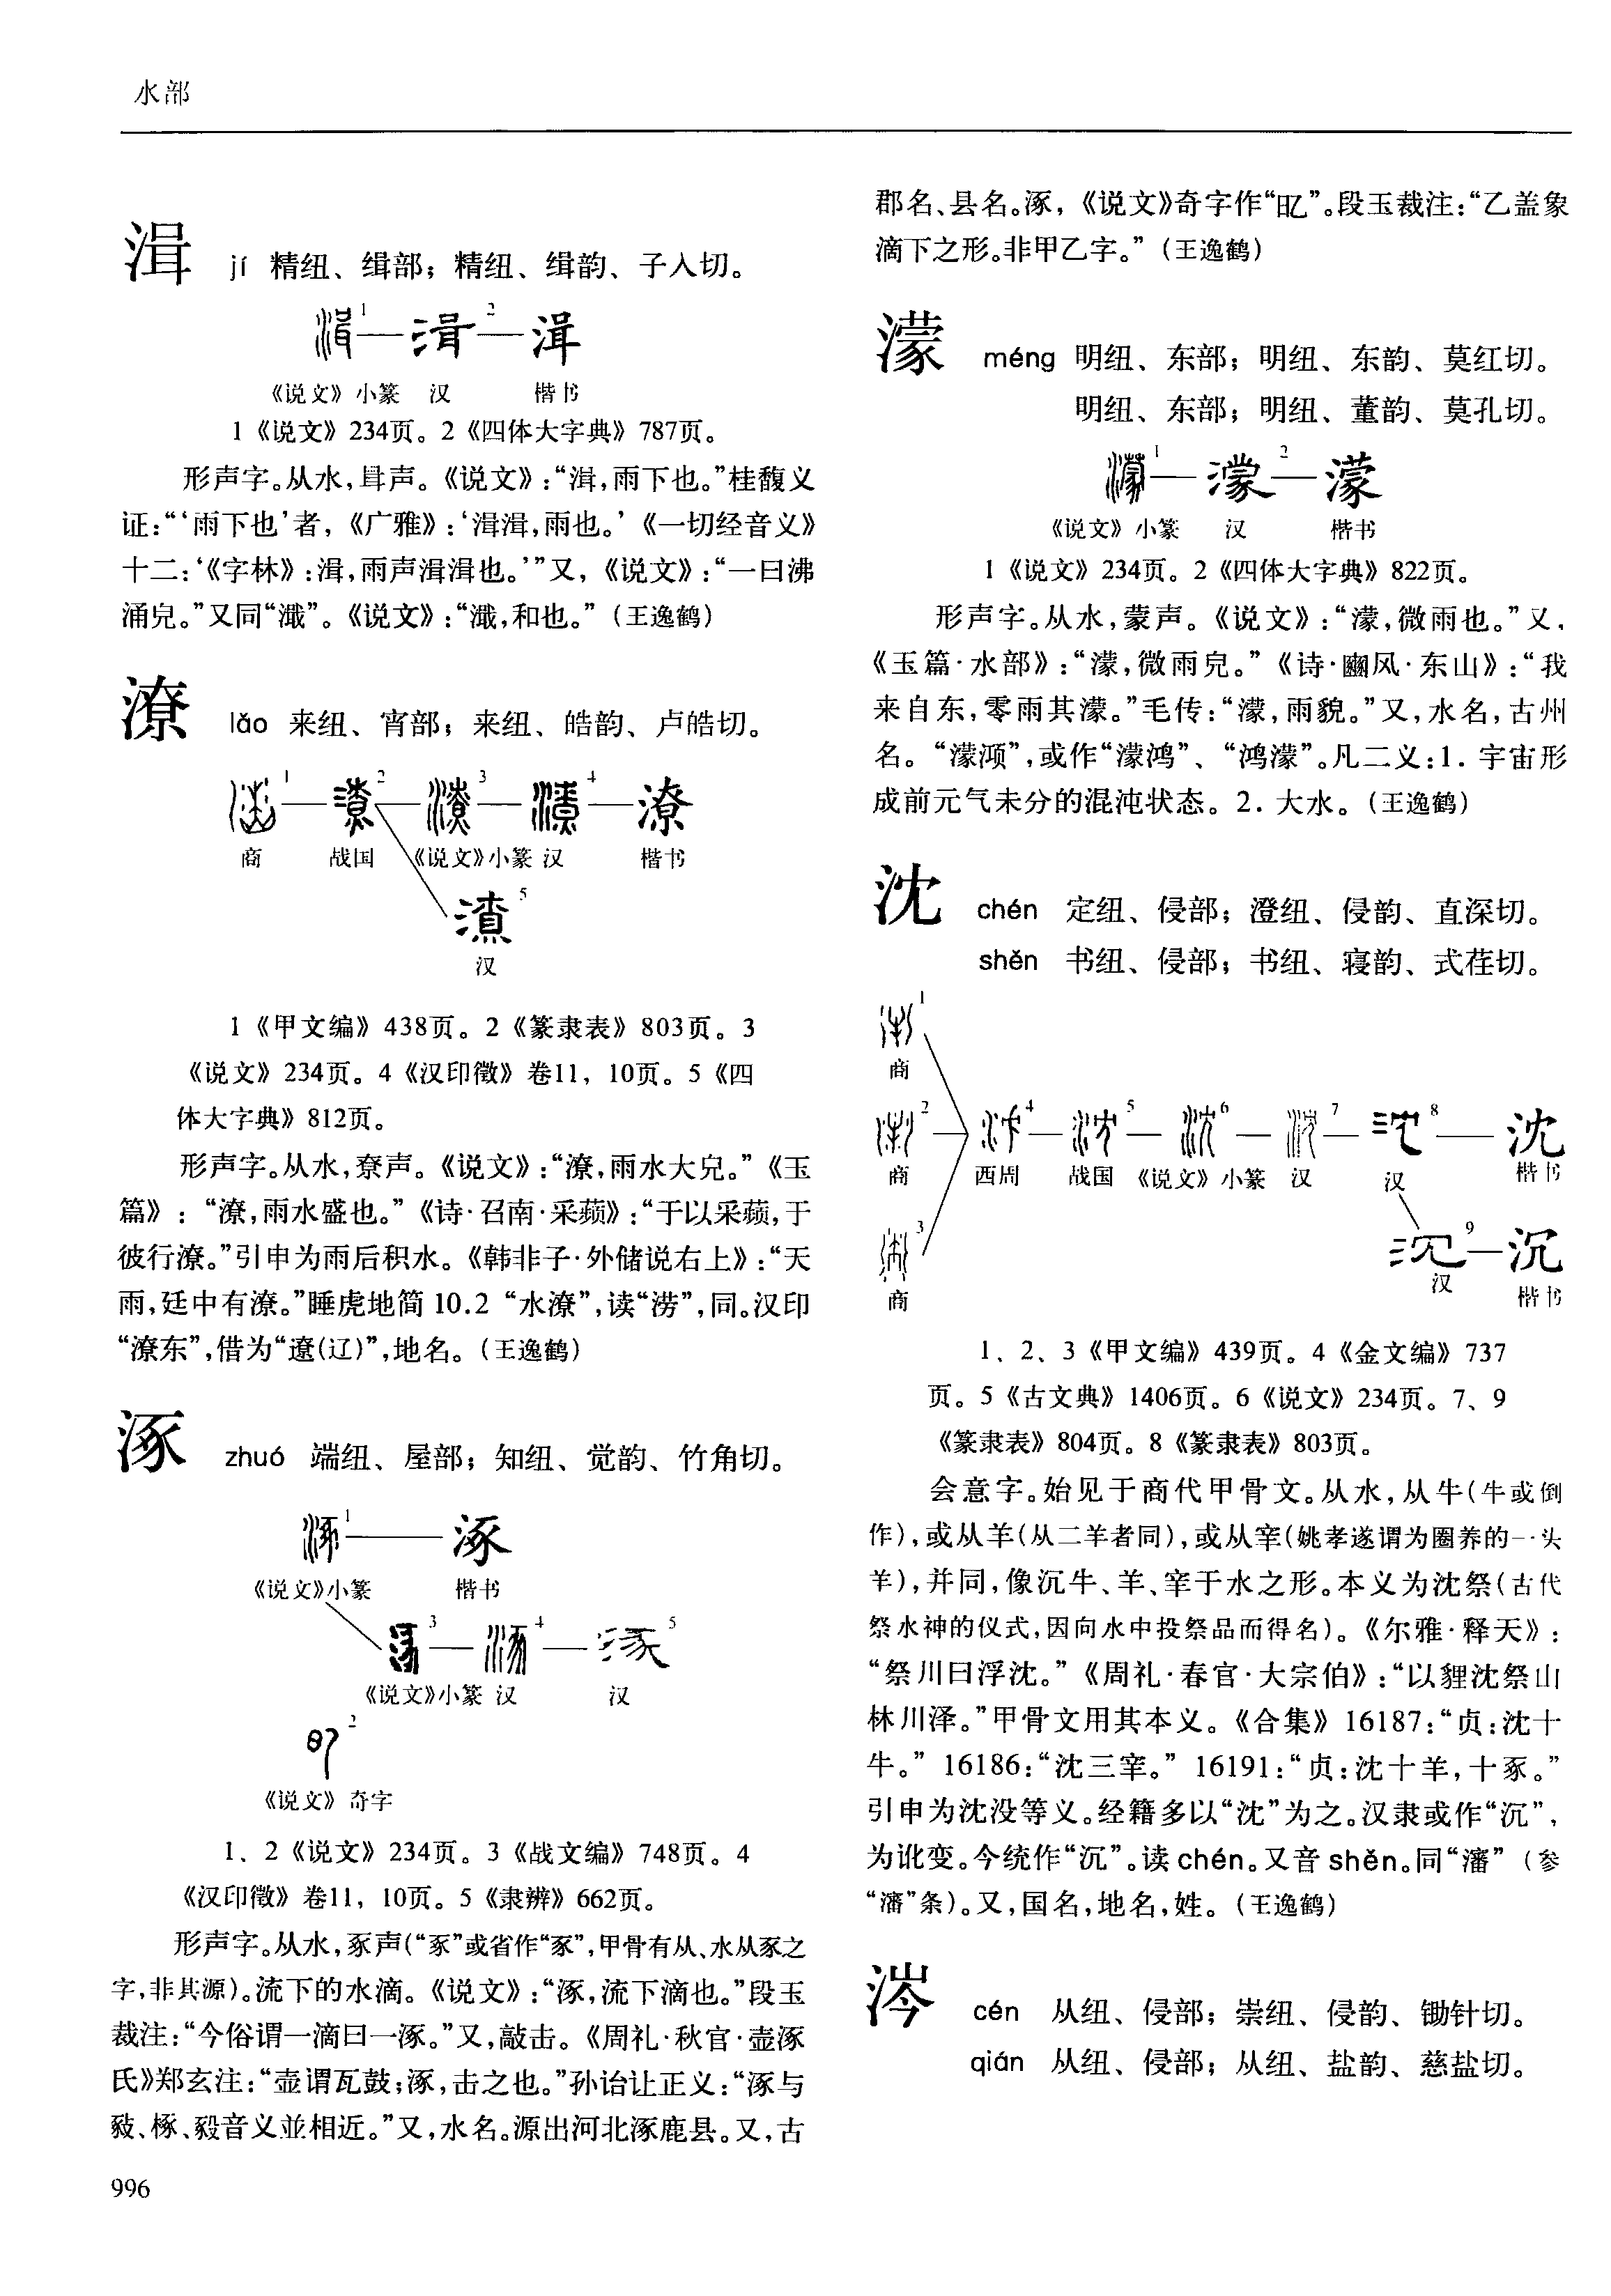 水部
湒 jí 精纽、缉部；精纽、缉韵、子入切。
1 2
《说文》小篆 汉 楷书
1《说文》234页。2《四体大字典》787页。
形声字。从水，咠声。《说文》：“湒，雨下也。”桂馥义
证：“‘雨下也’者，《广雅》：‘湒湒，雨也。’《一切经音义》
十二：‘《字林》：湒，雨声湒湒也。’”又，《说文》：“一曰沸
涌皃。”又同“濈”。《说文》：“濈，和也。”（王逸鹤）
潦 lǎo 来纽、宵部；来纽、皓韵、卢皓切。
1 2 3 4 潦
商 战国 《说文》小篆 汉 楷书
5
汉
1《甲文编》438页。2《篆隶表》803页。3
《说文》234页。4《汉印徵》卷11，10页。5《四
体大字典》812页。
形声字。从水，尞声。《说文》：“潦，雨水大皃。”《玉
篇》：“潦，雨水盛也。”《诗·召南·采蘋》：“于以采蘋，于
彼行潦。”引申为雨后积水。《韩非子·外储说右上》：“天
雨，廷中有潦。”睡虎地简10.2“水潦”，读“涝”，同。汉印
“潦东”，借为“遼(辽)”，地名。（王逸鹤）
涿 zhuó 端纽、屋部；知纽、觉韵、竹角切。
1 涿
《说文》小篆 楷书
3 4 5
《说文》小篆 汉 汉
2
《说文》奇字
1、2《说文》234页。3《战文编》748页。4
《汉印徵》卷11，10页。5《隶辨》662页。
形声字。从水，豖声(“豖”或省作“豕”，甲骨有从、水从豕之
字，非其源)。流下的水滴。《说文》：“涿，流下滴也。”段玉
裁注：“今俗谓一滴曰一涿。”又，敲击。《周礼·秋官·壶涿
氏》郑玄注：“壶谓瓦鼓；涿，击之也。”孙诒让正义：“涿与
㧻、椓、毅音义並相近。”又，水名。源出河北涿鹿县。又，古
郡名、县名。涿，《说文》奇字作“𣅀”。段玉裁注：“乙盖象
滴下之形。非甲乙字。”（王逸鹤）
濛 méng 明纽、东部；明纽、东韵、莫红切。
明纽、东部；明纽、董韵、莫孔切。
1 2 濛
《说文》小篆 汉 楷书
1《说文》234页。2《四体大字典》822页。
形声字。从水，蒙声。《说文》：“濛，微雨也。”又，
《玉篇·水部》：“濛，微雨皃。”《诗·豳风·东山》：“我
来自东，零雨其濛。”毛传：“濛，雨貌。”又，水名，古州
名。“濛澒”，或作“濛鸿”、“鸿濛”。凡二义：1. 宇宙形
成前元气未分的混沌状态。2. 大水。（王逸鹤）
沈 chén 定纽、侵部；澄纽、侵韵、直深切。
shěn 书纽、侵部；书纽、寝韵、式荏切。
1
商
2 4 5 6 7 8 沈
商 西周 战国 《说文》小篆 汉 汉 楷书
3 9 沉
商 汉 楷书
1、2、3《甲文编》439页。4《金文编》737
页。5《古文典》1406页。6《说文》234页。7、9
《篆隶表》804页。8《篆隶表》803页。
会意字。始见于商代甲骨文。从水，从牛(牛或倒
作)，或从羊(从二羊者同)，或从宰(姚孝遂谓为圈养的一头
羊)，并同，像沉牛、羊、宰于水之形。本义为沈祭(古代
祭水神的仪式，因向水中投祭品而得名)。《尔雅·释天》：
“祭川曰浮沈。”《周礼·春官·大宗伯》：“以貍沈祭山
林川泽。”甲骨文用其本义。《合集》16187：“贞：沈十
牛。”16186：“沈三宰。”16191：“贞：沈十羊，十豕。”
引申为沈没等义。经籍多以“沈”为之。汉隶或作“沉”，
为讹变。今统作“沉”。读chén。又音shěn。同“瀋”（参
“瀋”条)。又，国名，地名，姓。（王逸鹤）
涔 cén 从纽、侵部；崇纽、侵韵、锄针切。
qián 从纽、侵部；从纽、盐韵、慈盐切。
996